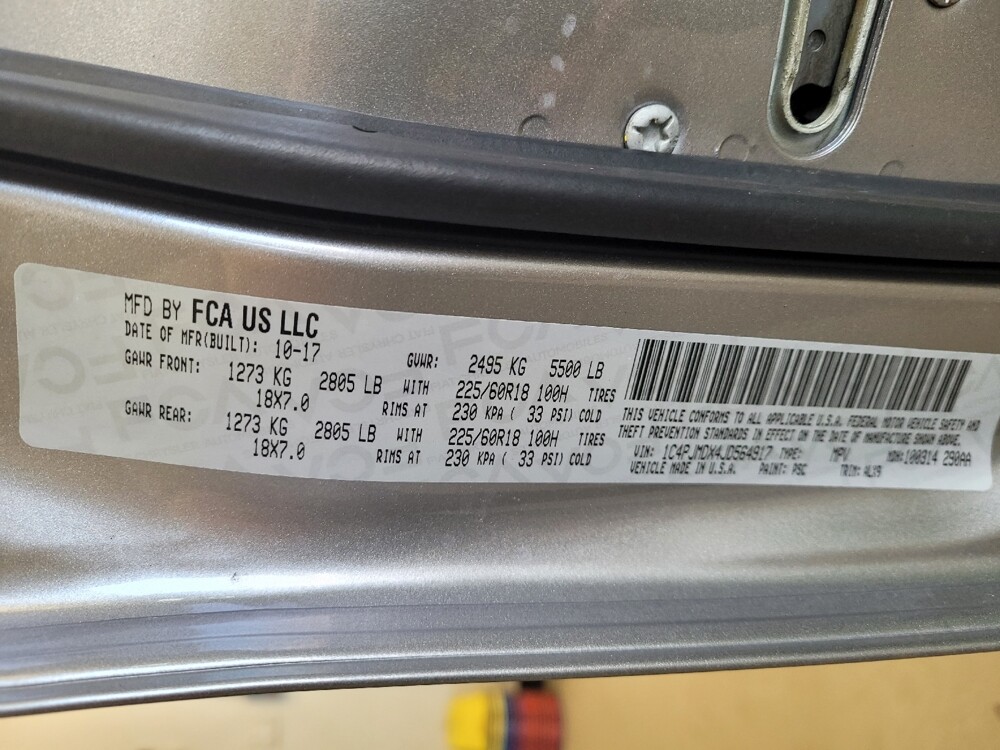 MFD BY FCA US LLC
DATE OF MFR(BUILT): 10-17
GVWR: 2495 KG 5500 LB
GAWR FRONT: 1273 KG 2805 LB WITH 225/60R18 100H TIRES
18X7.0 RIMS AT 230 KPA ( 33 PSI) COLD
GAWR REAR: 1273 KG 2805 LB WITH 225/60R18 100H TIRES
18X7.0 RIMS AT 230 KPA ( 33 PSI) COLD
THIS VEHICLE CONFORMS TO ALL APPLICABLE U.S.A. FEDERAL MOTOR VEHICLE SAFETY AND
THEFT PREVENTION STANDARDS IN EFFECT ON THE DATE OF MANUFACTURE SHOWN ABOVE.
VIN: 1C4PJMDX4JD564917 TYPE: MPV MDH:100314 290AA
VEHICLE MADE IN U.S.A. PAINT: PSC TRIM: ALX9